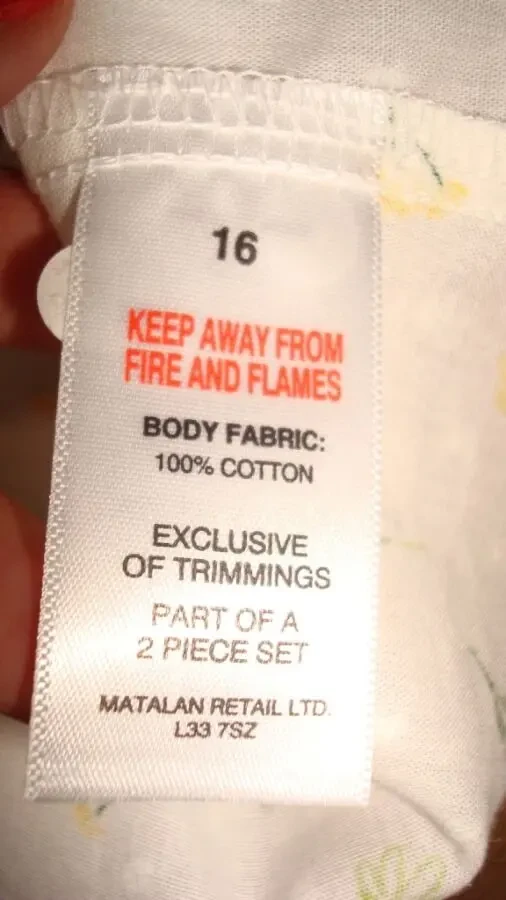 16
KEEP AWAY FROM
FIRE AND FLAMES
BODY FABRIC:
100% COTTON
EXCLUSIVE
OF TRIMMINGS
PART OF A
2 PIECE SET
MATALAN RETAIL LTD.
L33 7SZ